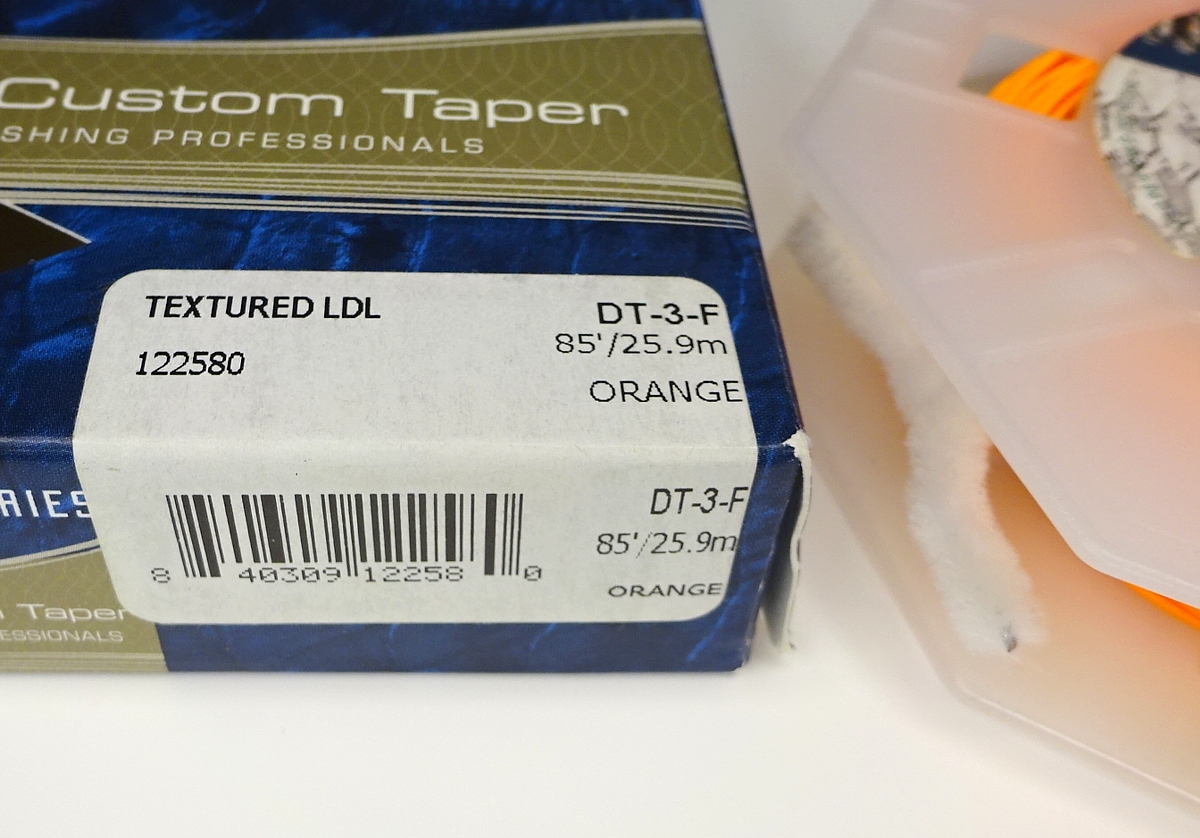 Custom Taper
SHING PROFESSIONALS
TEXTURED LDL
DT-3-F
85'/25.9m
122580
ORANGE
RIES
DT-3-F
85'/25.9m
ORANGE
8 40309 12258 0
Taper
ESSIONALS